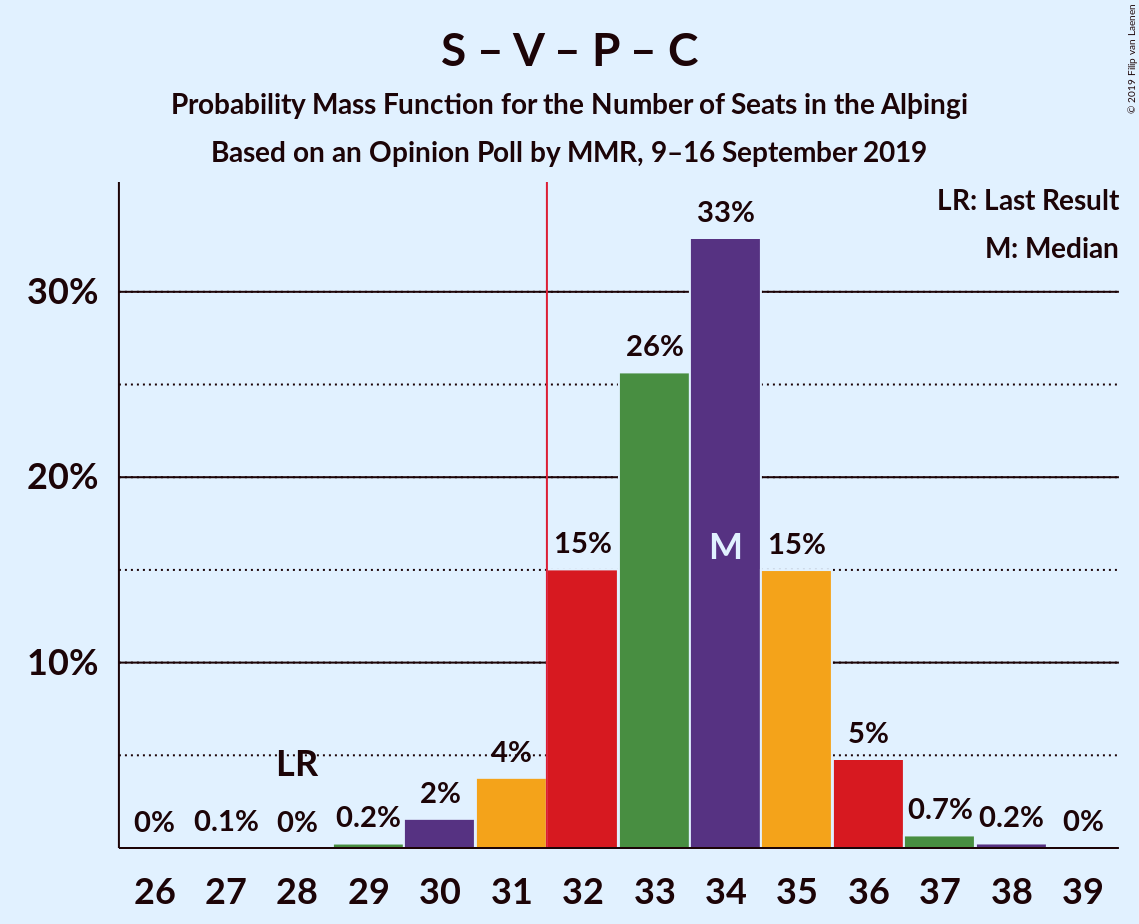 S – V – P – C
Probability Mass Function for the Number of Seats in the Alþingi
Based on an Opinion Poll by MMR, 9–16 September 2019
© 2019 Filip van Laenen
LR: Last Result
M: Median
30%
20%
10%
0%
0.1%
LR
0%
0.2%
2%
4%
15%
26%
33%
M
15%
5%
0.7%
0.2%
0%
26 27 28 29 30 31 32 33 34 35 36 37 38 39